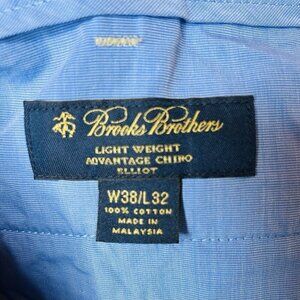 Brooks Brothers
LIGHT WEIGHT
ADVANTAGE CHINO
ELLIOT
W38/L32
100% COTTON
MADE IN
MALAYSIA